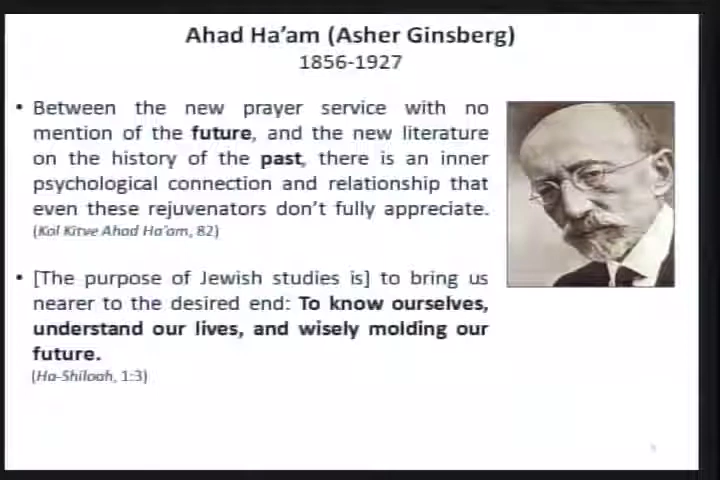 Ahad Ha’am (Asher Ginsberg)
1856-1927
• Between the new prayer service with no
mention of the future, and the new literature
on the history of the past, there is an inner
psychological connection and relationship that
even these rejuvenators don’t fully appreciate.
(Kol Kitve Ahad Ha’am, 82)
• [The purpose of Jewish studies is] to bring us
nearer to the desired end: To know ourselves,
understand our lives, and wisely molding our
future.
(Ha-Shiloah, 1:3)